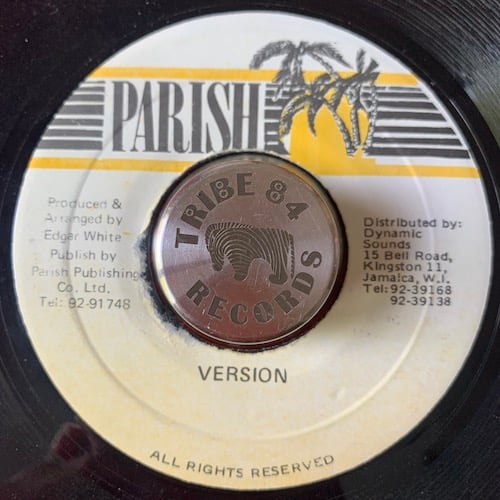 PARISH
TRIBE 84
RECORDS
Produced &
Arranged by
Edgar White
Publish by
Parish Publishing
Co. Ltd.
Tel: 92-91748
Distributed by:
Dynamic
Sounds
15 Bell Road,
Kingston 11,
Jamaica, W.I.
Tel: 92-39168
92-39138
VERSION
ALL RIGHTS RESERVED